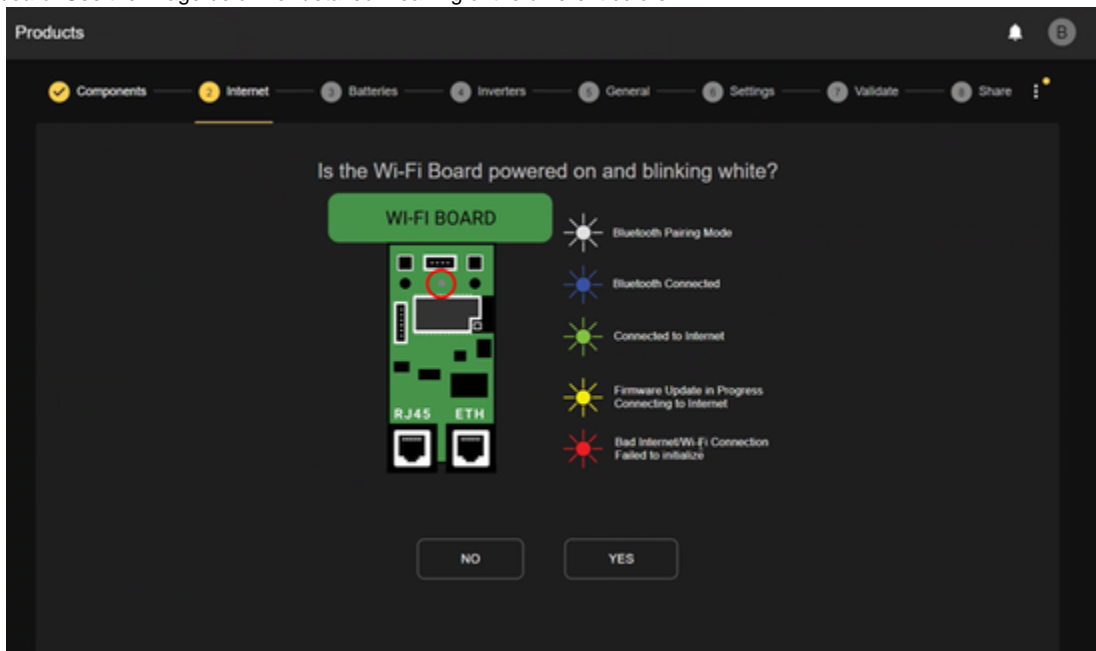 Products
B
Components
2 Internet
3 Batteries
4 Inverters
5 General
6 Settings
7 Validate
8 Share
Is the Wi-Fi Board powered on and blinking white?
WI-FI BOARD
Bluetooth Pairing Mode
Bluetooth Connected
Connected to Internet
Firmware Update in Progress
Connecting to Internet
RJ45 ETH
Bad Internet/Wi-Fi Connection
Failed to initialize
NO
YES